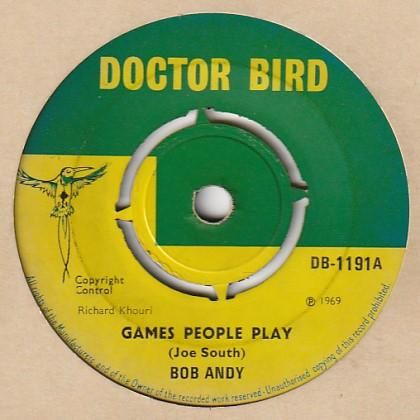 DOCTOR BIRD
DB-1191A
Copyright
Control
Richard Khouri
℗ 1969
GAMES PEOPLE PLAY
(Joe South)
BOB ANDY
All rights of the Manufacturers and of the Owner of the recorded work reserved. Unauthorised copying of this record prohibited.